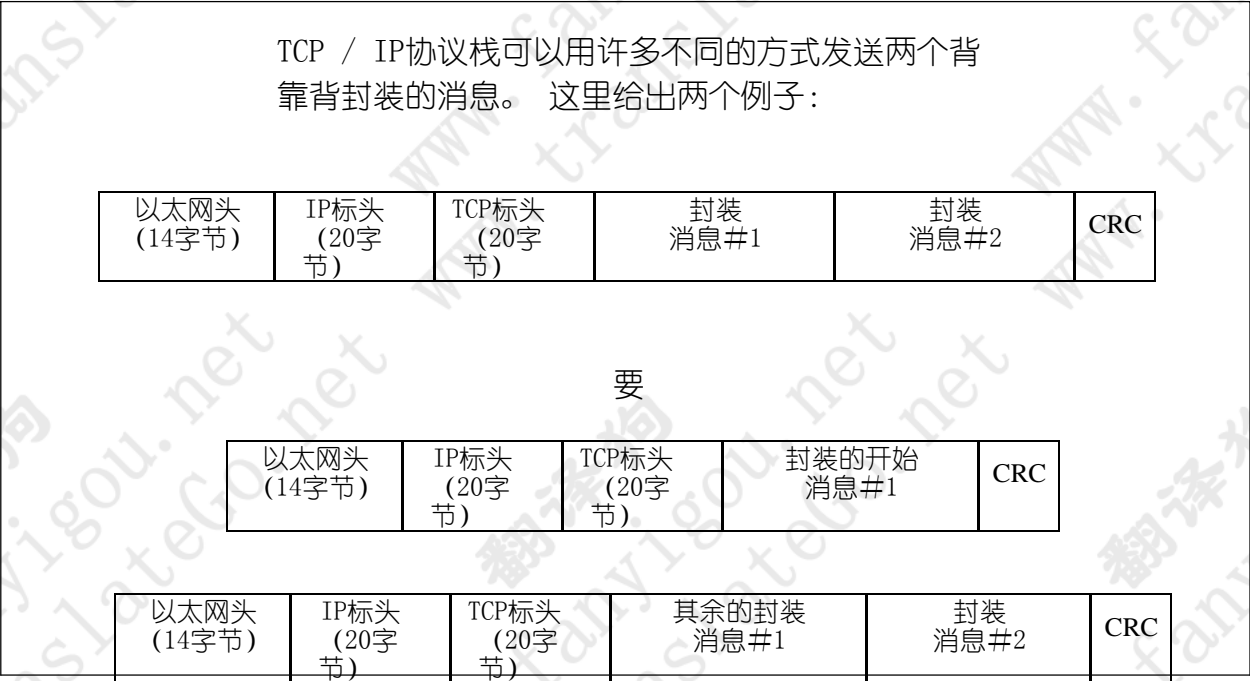 TCP / IP协议栈可以用许多不同的方式发送两个背
靠背封装的消息。 这里给出两个例子:
以太网头
(14字节)
IP标头
(20字
节)
TCP标头
(20字
节)
封装
消息＃1
封装
消息＃2
CRC
要
以太网头
(14字节)
IP标头
(20字
节)
TCP标头
(20字
节)
封装的开始
消息＃1
CRC
以太网头
(14字节)
IP标头
(20字
节)
TCP标头
(20字
节)
其余的封装
消息＃1
封装
消息＃2
CRC